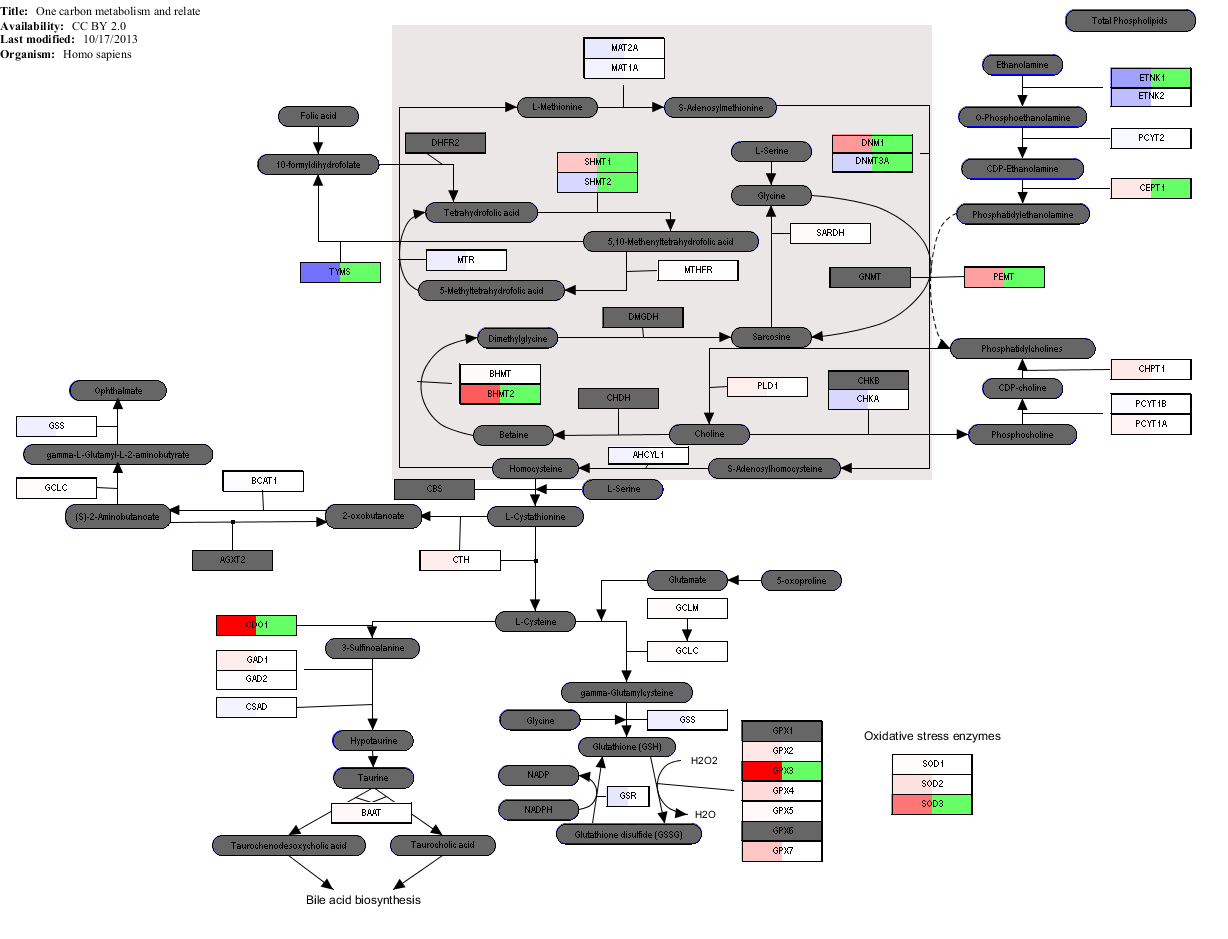 Title: One carbon metabolism and relate
Availability: CC BY 2.0
Last modified: 10/17/2013
Organism: Homo sapiens
Total Phospholipids
MAT2A
MAT1A
Ethanolamine
ETNK1
ETNK2
L-Methionine
S-Adenosylmethionine
Folic acid
O-Phosphoethanolamine
DHFR2
PCYT2
L-Serine
DNM1
DNMT3A
10-formyldihydrofolate
SHMT1
SHMT2
CDP-Ethanolamine
Glycine
CEPT1
Tetrahydrofolic acid
Phosphatidylethanolamine
SARDH
5,10-Methenyltetrahydrofolic acid
MTR
TYMS
MTHFR
GNMT
PEMT
5-Methyltetrahydrofolic acid
DMGDH
Dimethylglycine
Sarcosine
Phosphatidylcholines
BHMT
BHMT2
CHPT1
PLD1
CHKB
CHKA
CDP-choline
Ophthalmate
CHDH
PCYT1B
PCYT1A
GSS
Betaine
Choline
Phosphocholine
gamma-L-Glutamyl-L-2-aminobutyrate
AHCYL1
Homocysteine
S-Adenosylhomocysteine
BCAT1
GCLC
CBS
L-Serine
(S)-2-Aminobutanoate
2-oxobutanoate
L-Cystathionine
AGXT2
CTH
Glutamate
5-oxoproline
GCLM
CDO1
L-Cysteine
3-Sulfinoalanine
GCLC
GAD1
GAD2
gamma-Glutamylcysteine
CSAD
Glycine
GSS
GPX1
Hypotaurine
Glutathione (GSH)
Oxidative stress enzymes
GPX2
H2O2
SOD1
GPX3
NADP
Taurine
SOD2
GPX4
GSR
SOD3
NADPH
GPX5
BAAT
H2O
GPX6
Glutathione disulfide (GSSG)
Taurochenodesoxycholic acid
Taurocholic acid
GPX7
Bile acid biosynthesis